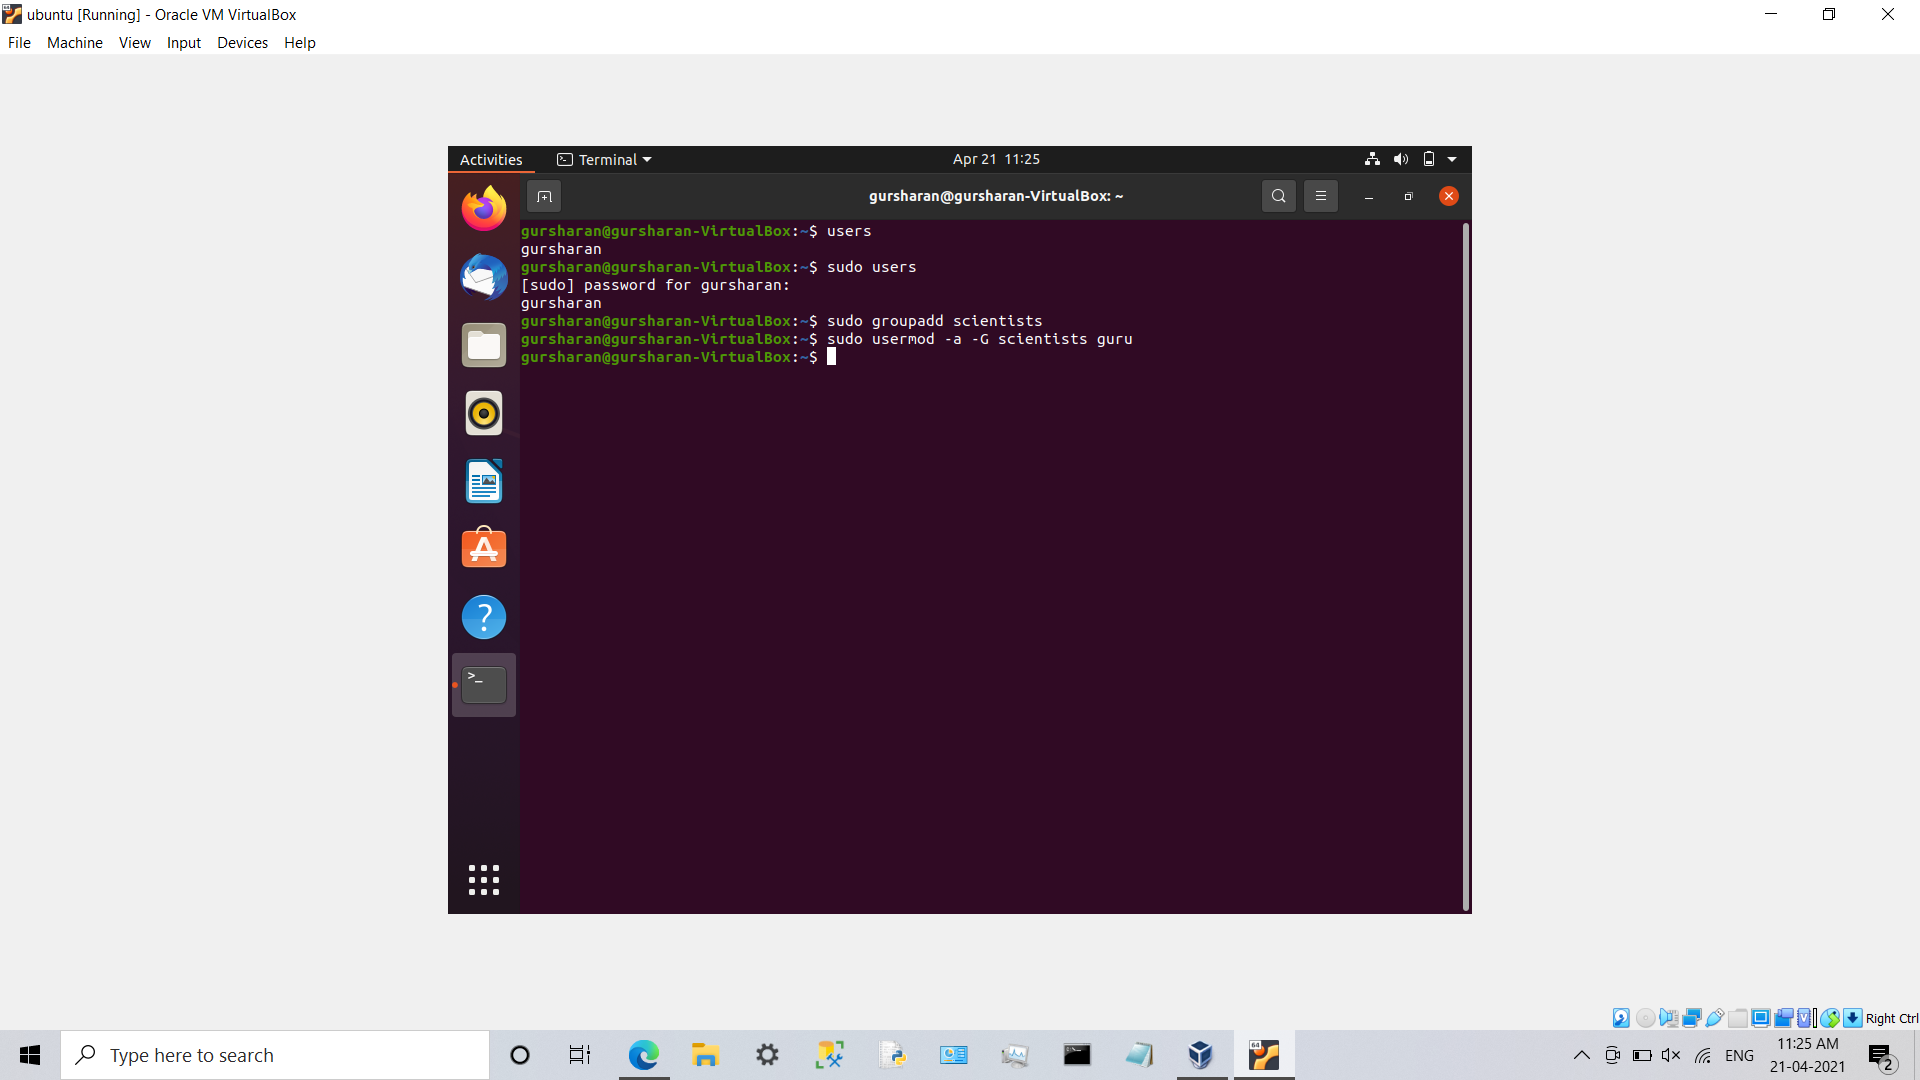 ubuntu [Running] - Oracle VM VirtualBox
File Machine View Input Devices Help
Activities Terminal Apr 21 11:25
gursharan@gursharan-VirtualBox: ~
gursharan@gursharan-VirtualBox:~$ users
gursharan
gursharan@gursharan-VirtualBox:~$ sudo users
[sudo] password for gursharan:
gursharan
gursharan@gursharan-VirtualBox:~$ sudo groupadd scientists
gursharan@gursharan-VirtualBox:~$ sudo usermod -a -G scientists guru
gursharan@gursharan-VirtualBox:~$
>_
Right Ctrl
Type here to search
64
ENG
11:25 AM
21-04-2021
2